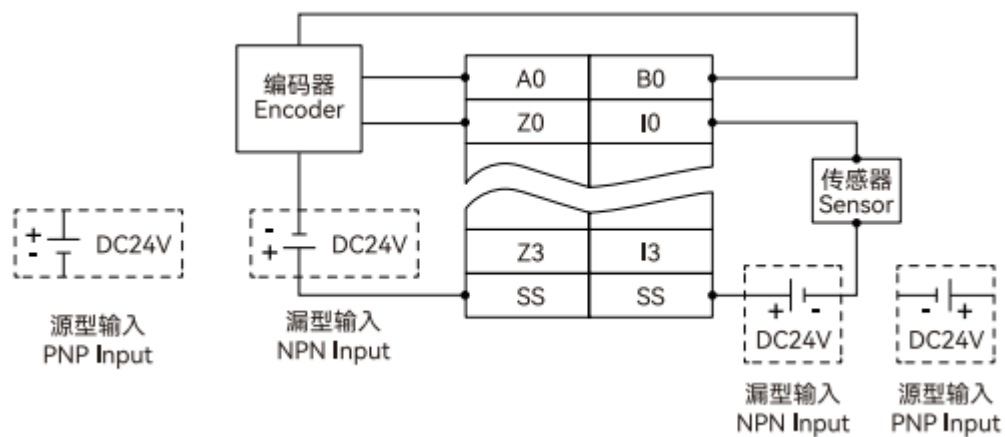 编码器
Encoder
A0 B0
Z0 I0
传感器
Sensor
+
-
DC24V
-
+
DC24V
Z3 I3
SS SS
源型输入
PNP Input
漏型输入
NPN Input
+ -
DC24V
- +
DC24V
漏型输入
NPN Input
源型输入
PNP Input